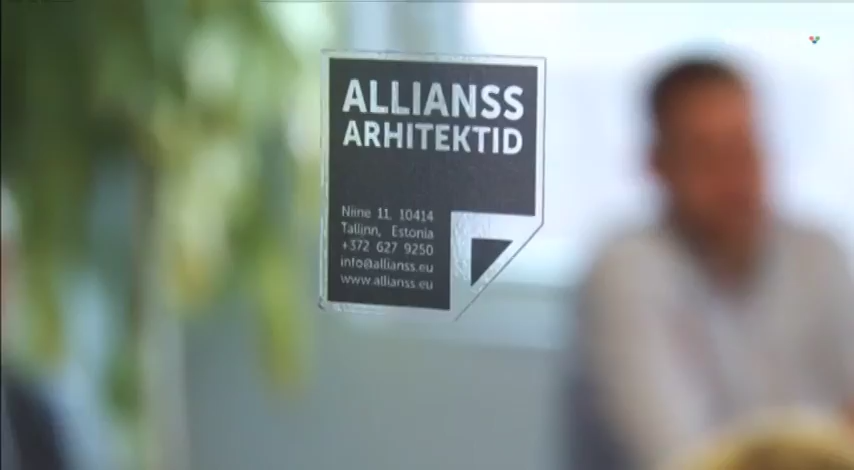 ALLIANSS
ARHITEKTID
Niine 11, 10414
Tallinn, Estonia
+372 627 9250
info@allianss.eu
www.allianss.eu